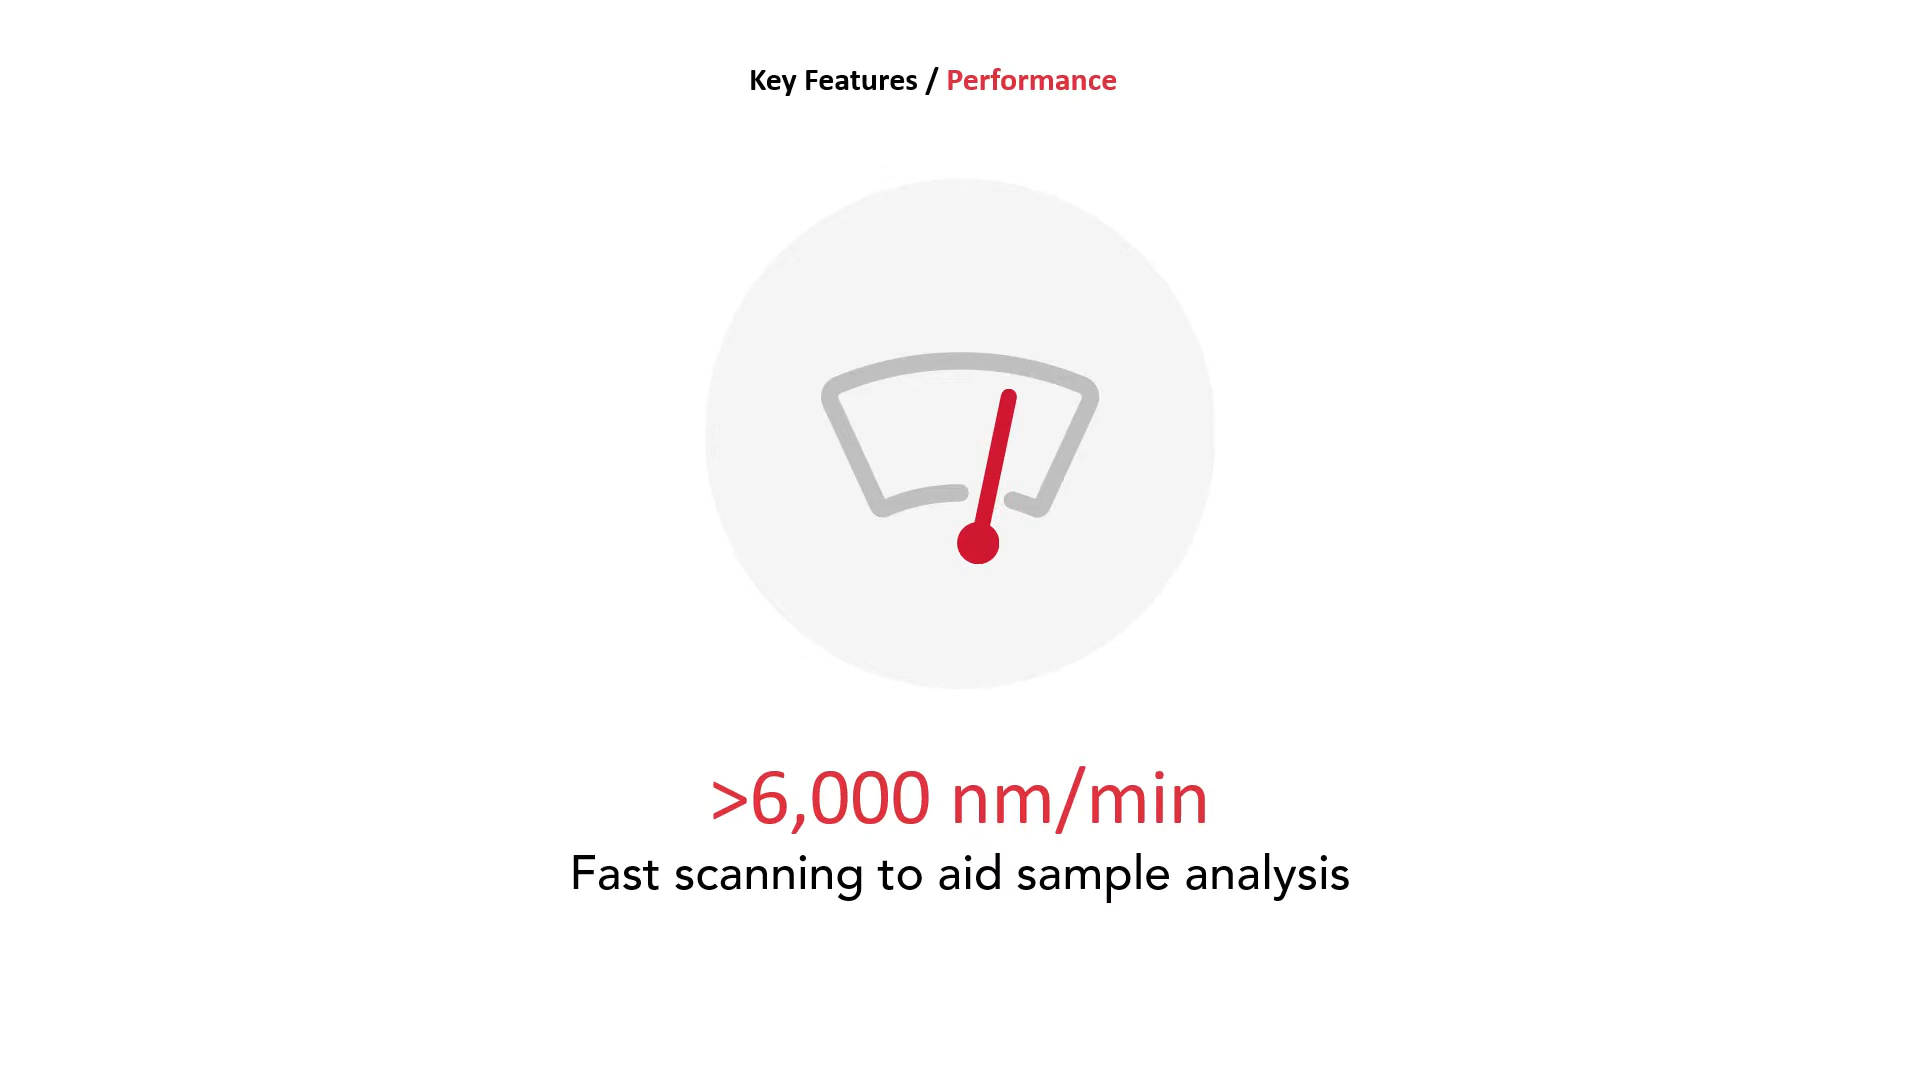 Key Features / Performance
>6,000 nm/min
Fast scanning to aid sample analysis